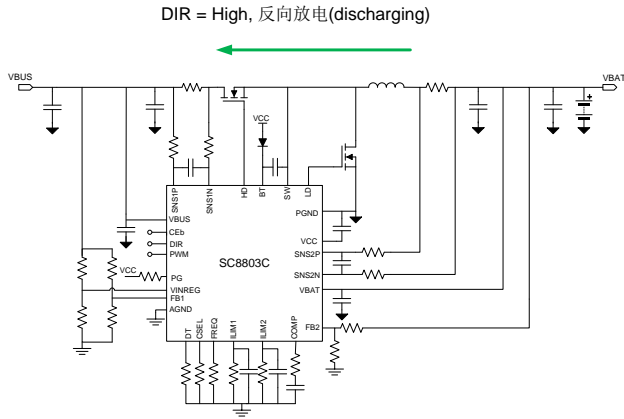 DIR = High, 反向放电(discharging)
VBUS
VBAT
VCC
SNS1P
SNS1N
HD
BT
SW
LD
PGND
VBUS
CEb
DIR
PWM
VCC
PG
VINREG
FB1
AGND
SC8803C
VCC
SNS2P
SNS2N
VBAT
FB2
DT
CSEL
FREQ
ILIM1
ILIM2
COMP
+